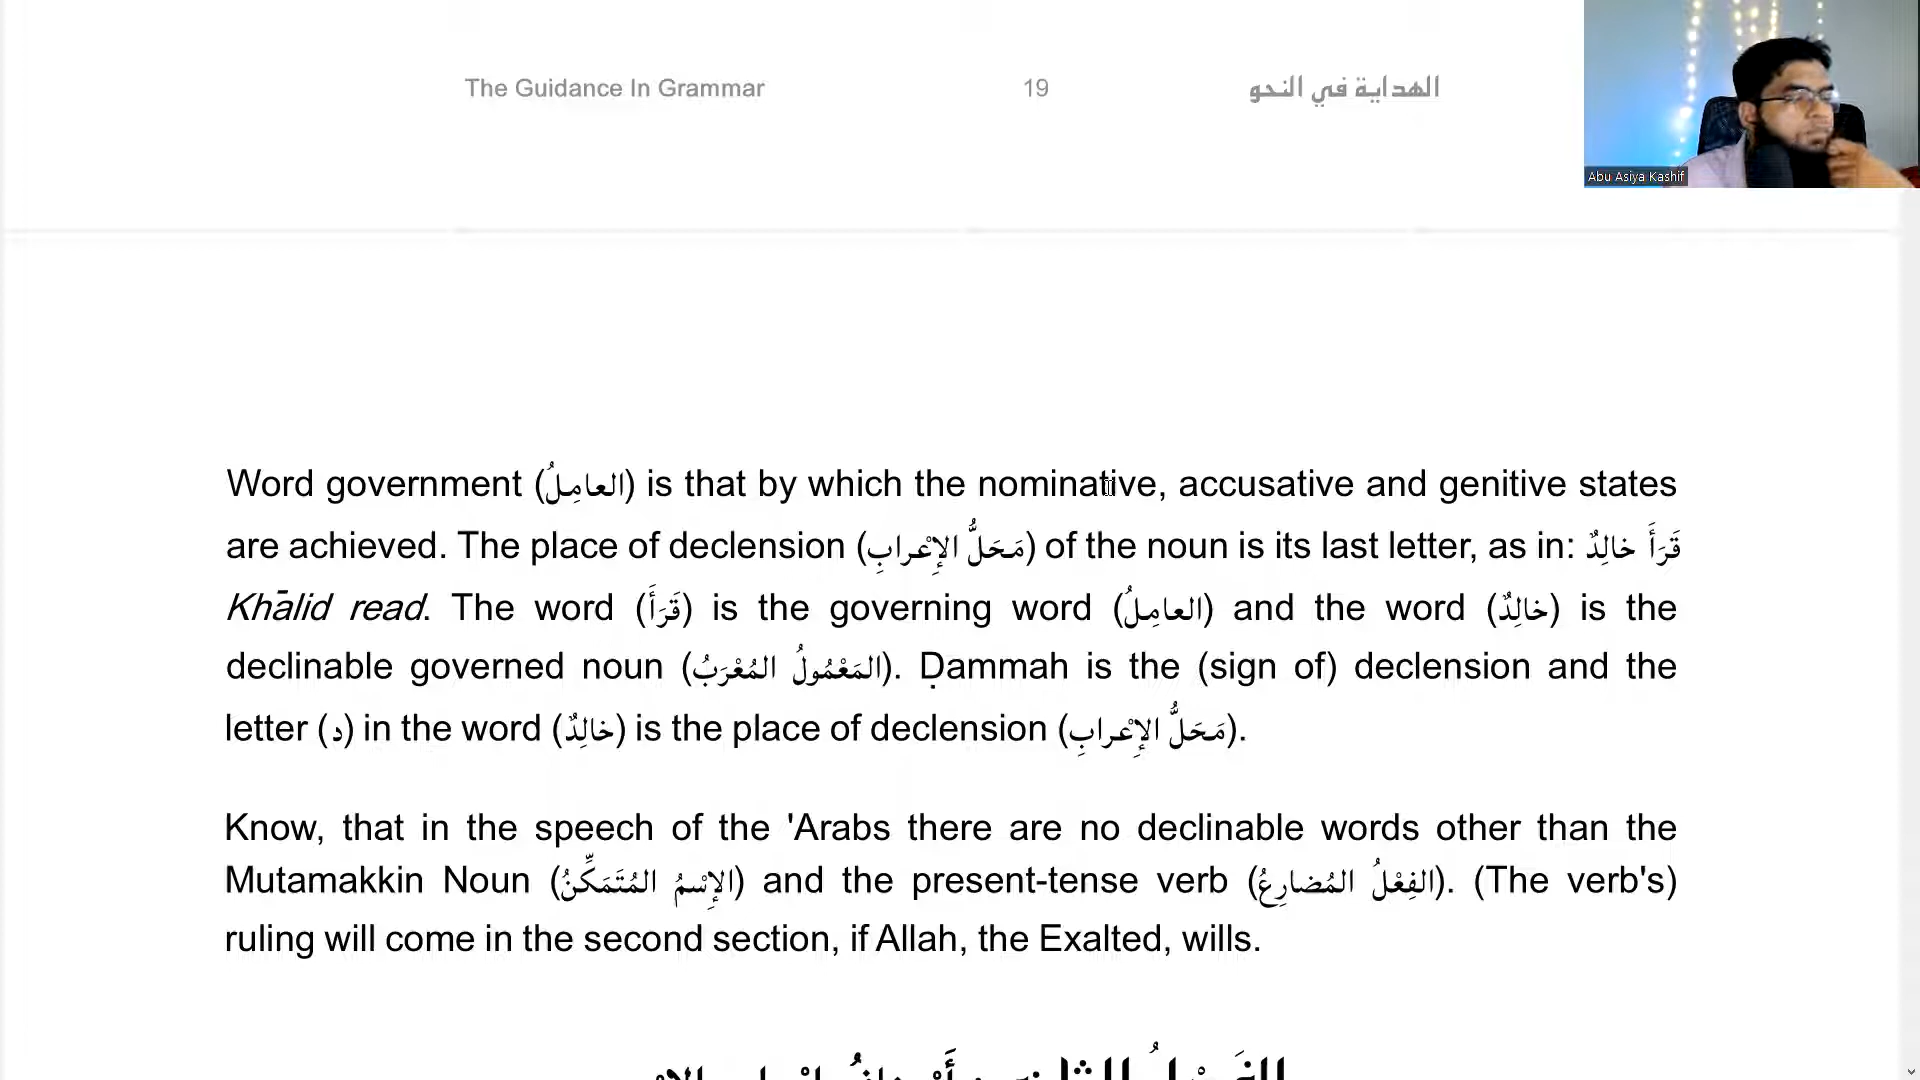 The Guidance In Grammar 19 الهداية في النحو
Abu Asiya Kashif
Word government (العامِلُ) is that by which the nominative, accusative and genitive states
are achieved. The place of declension (مَحَلُّ الإِعْرابِ) of the noun is its last letter, as in: قَرَأَ خالِدٌ
Khālid read. The word (قَرَأَ) is the governing word (العامِلُ) and the word (خالِدٌ) is the
declinable governed noun (المَعْمُولُ المُعْرَبُ). Ḍammah is the (sign of) declension and the
letter (د) in the word (خالِدٌ) is the place of declension (مَحَلُّ الإِعْرابِ).
Know, that in the speech of the 'Arabs there are no declinable words other than the
Mutamakkin Noun (الإِسْمُ المُتَمَكِّنُ) and the present-tense verb (الفِعْلُ المُضارِعُ). (The verb's)
ruling will come in the second section, if Allah, the Exalted, wills.